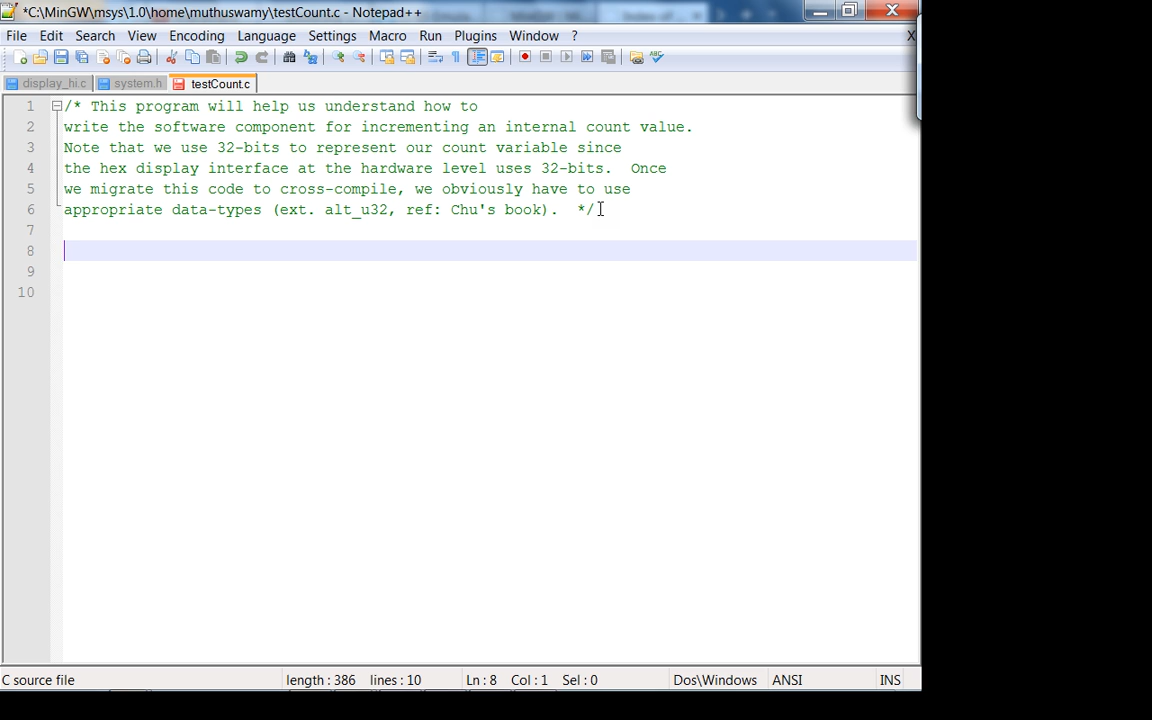 *C:\MinGW\msys\1.0\home\muthuswamy\testCount.c - Notepad++
File Edit Search View Encoding Language Settings Macro Run Plugins Window ? X
display_hi.c system.h testCount.c
1 /* This program will help us understand how to
2 write the software component for incrementing an internal count value.
3 Note that we use 32-bits to represent our count variable since
4 the hex display interface at the hardware level uses 32-bits.  Once
5 we migrate this code to cross-compile, we obviously have to use
6 appropriate data-types (ext. alt_u32, ref: Chu's book).  */
7
8
9
10
C source file length : 386 lines : 10 Ln : 8 Col : 1 Sel : 0 Dos\Windows ANSI INS